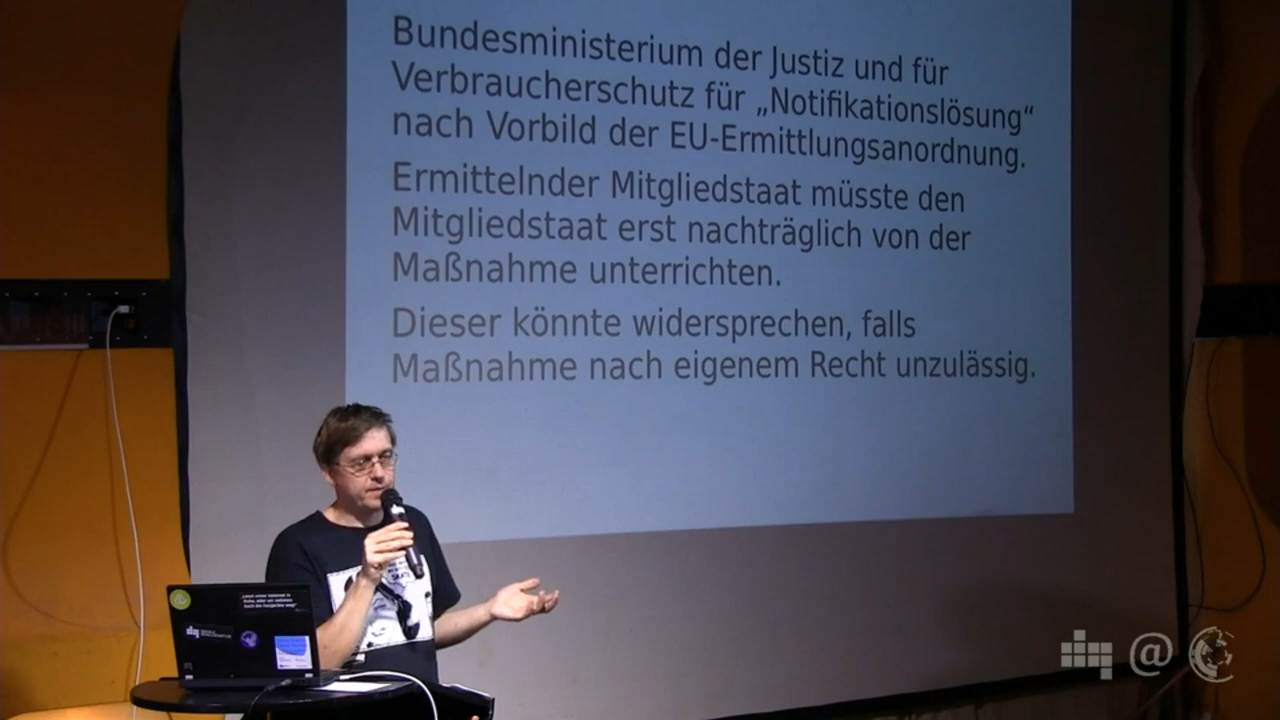 Bundesministerium der Justiz und für
Verbraucherschutz für „Notifikationslösung“
nach Vorbild der EU-Ermittlungsanordnung.
Ermittelnder Mitgliedstaat müsste den
Mitgliedstaat erst nachträglich von der
Maßnahme unterrichten.
Dieser könnte widersprechen, falls
Maßnahme nach eigenem Recht unzulässig.
@